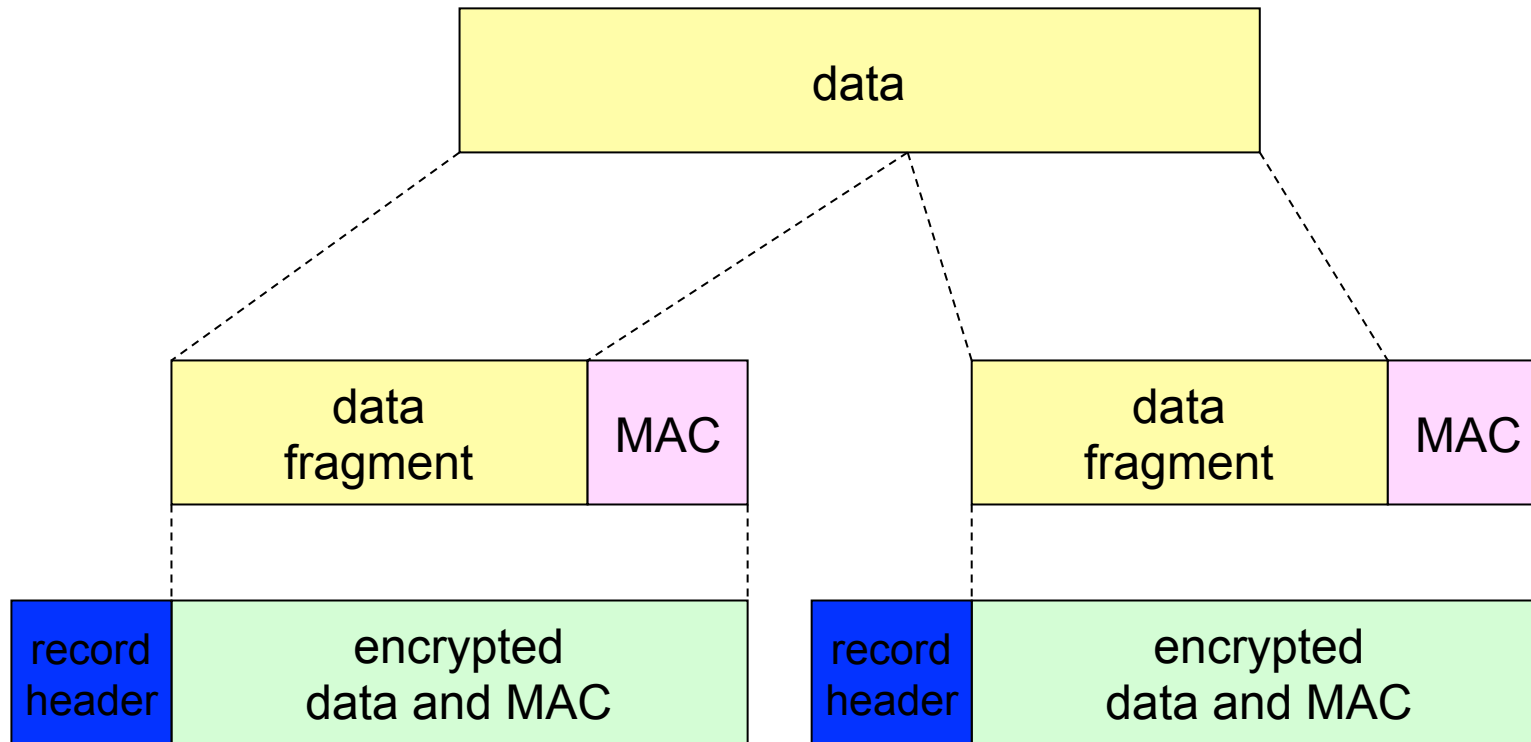 data
data
fragment
MAC
data
fragment
MAC
record
header
encrypted
data and MAC
record
header
encrypted
data and MAC